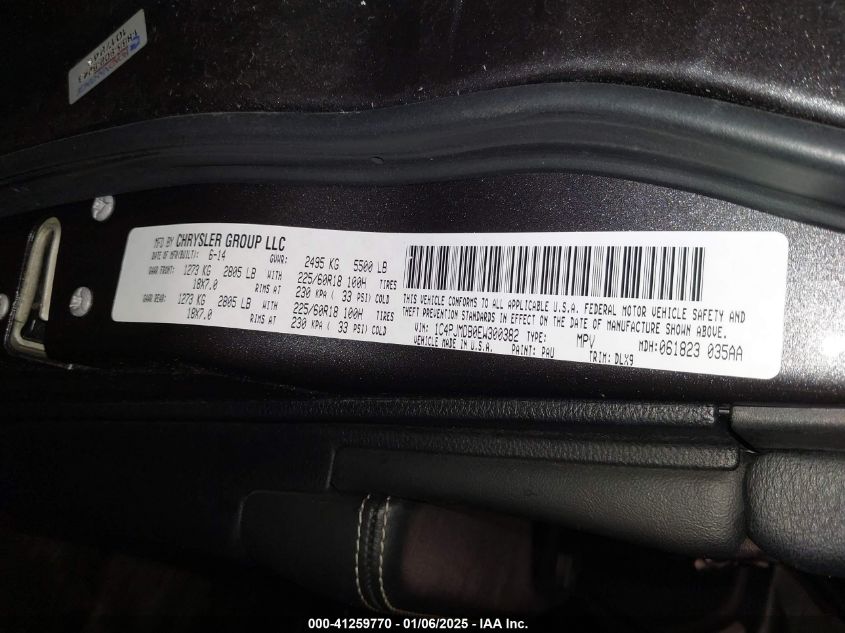 MFD BY CHRYSLER GROUP LLC
DATE OF MFR(BUILT): 6-14 GVWR: 2495 KG 5500 LB
GAWR FRONT: 1273 KG 2805 LB WITH 225/60R18 100H TIRES
18X7.0 RIMS AT 230 KPA ( 33 PSI) COLD
GAWR REAR: 1273 KG 2805 LB WITH 225/60R18 100H TIRES
18X7.0 RIMS AT 230 KPA ( 33 PSI) COLD
THIS VEHICLE CONFORMS TO ALL APPLICABLE U.S.A. FEDERAL MOTOR VEHICLE SAFETY AND
THEFT PREVENTION STANDARDS IN EFFECT ON THE DATE OF MANUFACTURE SHOWN ABOVE.
VIN: 1C4PJMDB0EW300382 TYPE: MPV MDH: 061823 035AA
VEHICLE MADE IN U.S.A. PAINT: PAU TRIM: DLX9
000-41259770 - 01/06/2025 - IAA Inc.